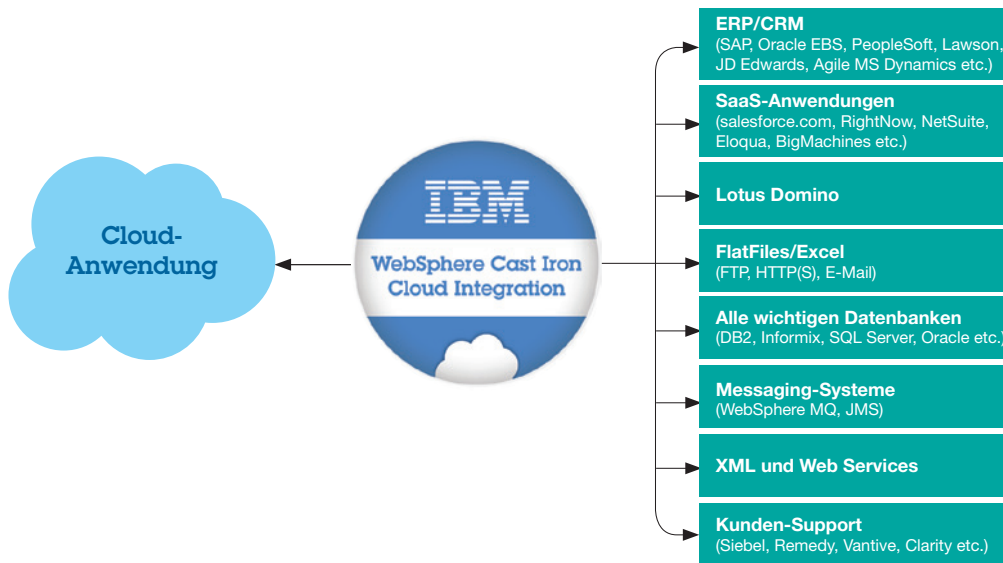 Cloud-
Anwendung
IBM
WebSphere Cast Iron
Cloud Integration
ERP/CRM
(SAP, Oracle EBS, PeopleSoft, Lawson,
JD Edwards, Agile MS Dynamics etc.)
SaaS-Anwendungen
(salesforce.com, RightNow, NetSuite,
Eloqua, BigMachines etc.)
Lotus Domino
FlatFiles/Excel
(FTP, HTTP(S), E-Mail)
Alle wichtigen Datenbanken
(DB2, Informix, SQL Server, Oracle etc.)
Messaging-Systeme
(WebSphere MQ, JMS)
XML und Web Services
Kunden-Support
(Siebel, Remedy, Vantive, Clarity etc.)